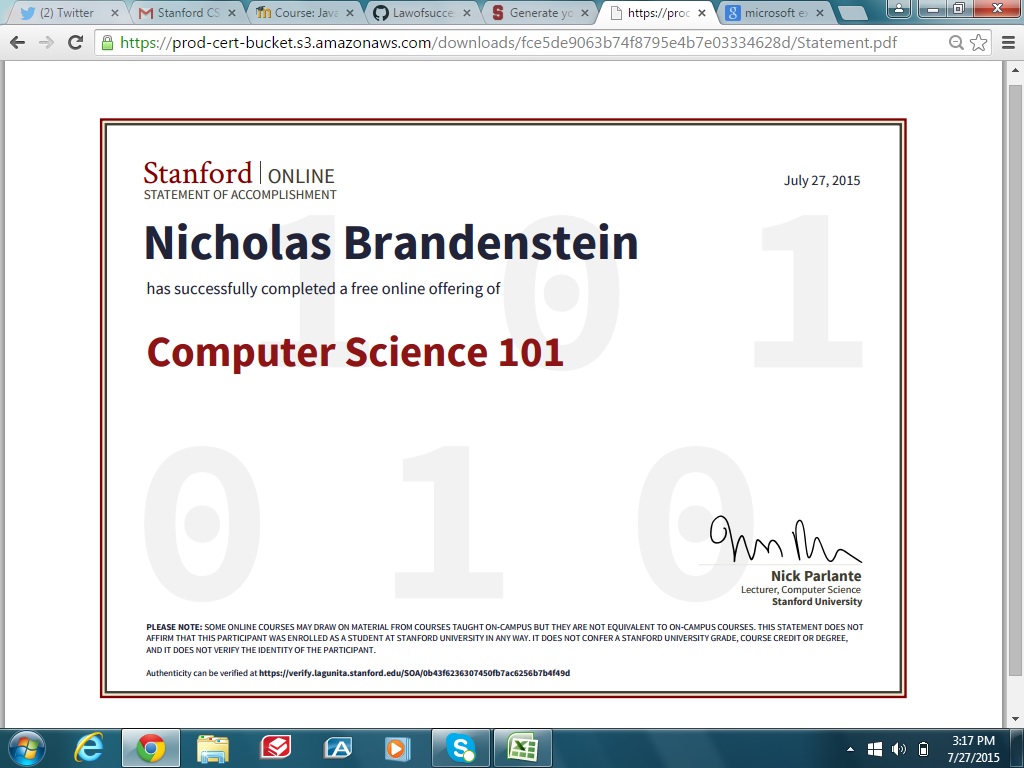 (2) Twitter
Stanford CS
Course: Java
Lawofsucce
Generate yo
https://prod
microsoft ex
https://prod-cert-bucket.s3.amazonaws.com/downloads/fce5de9063b74f8795e4b7e03334628d/Statement.pdf
Stanford | ONLINE
STATEMENT OF ACCOMPLISHMENT
July 27, 2015
1 0 1
Nicholas Brandenstein
has successfully completed a free online offering of
Computer Science 101
0 1 0
Nick Parlante
Lecturer, Computer Science
Stanford University
PLEASE NOTE: SOME ONLINE COURSES MAY DRAW ON MATERIAL FROM COURSES TAUGHT ON-CAMPUS BUT THEY ARE NOT EQUIVALENT TO ON-CAMPUS COURSES. THIS STATEMENT DOES NOT
AFFIRM THAT THIS PARTICIPANT WAS ENROLLED AS A STUDENT AT STANFORD UNIVERSITY IN ANY WAY. IT DOES NOT CONFER A STANFORD UNIVERSITY GRADE, COURSE CREDIT OR DEGREE,
AND IT DOES NOT VERIFY THE IDENTITY OF THE PARTICIPANT.
Authenticity can be verified at https://verify.lagunita.stanford.edu/SOA/0b43f6236307450fb7ac6256b7b4f49d
3:17 PM
7/27/2015